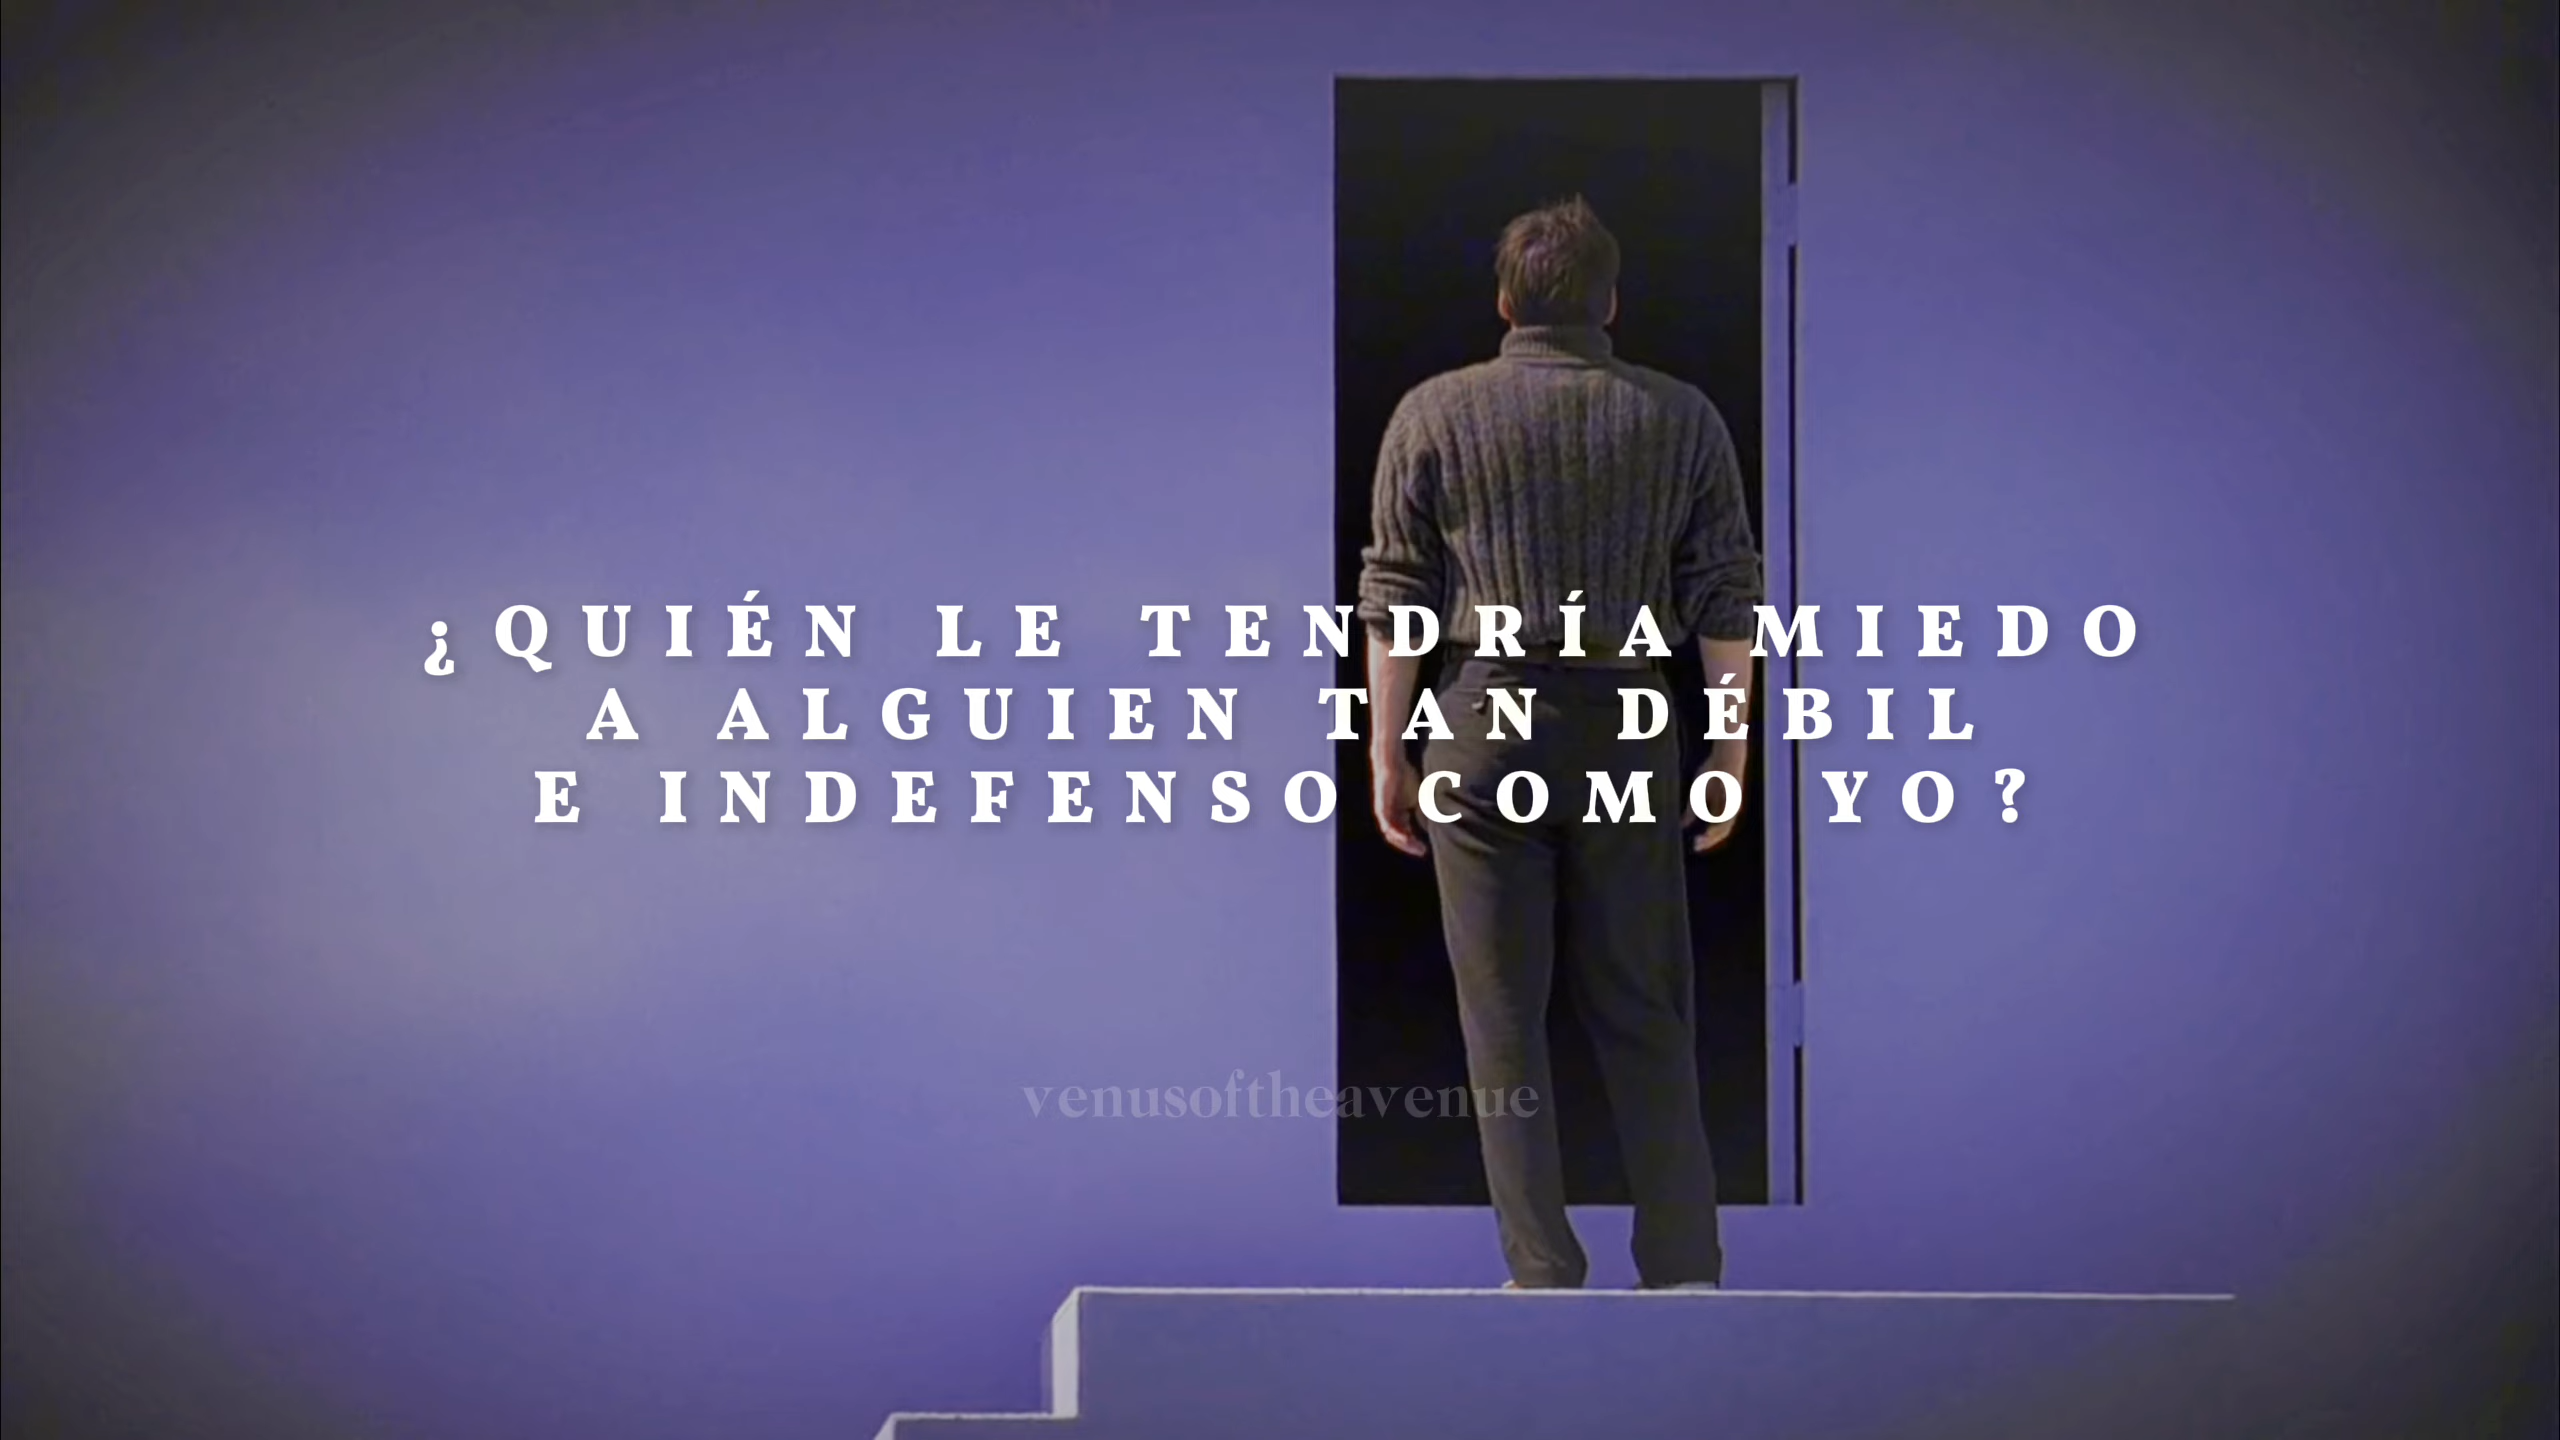 ¿QUIÉN LE TENDRÍA MIEDO
A ALGUIEN TAN DÉBIL
E INDEFENSO COMO YO?
venusoftheavenue